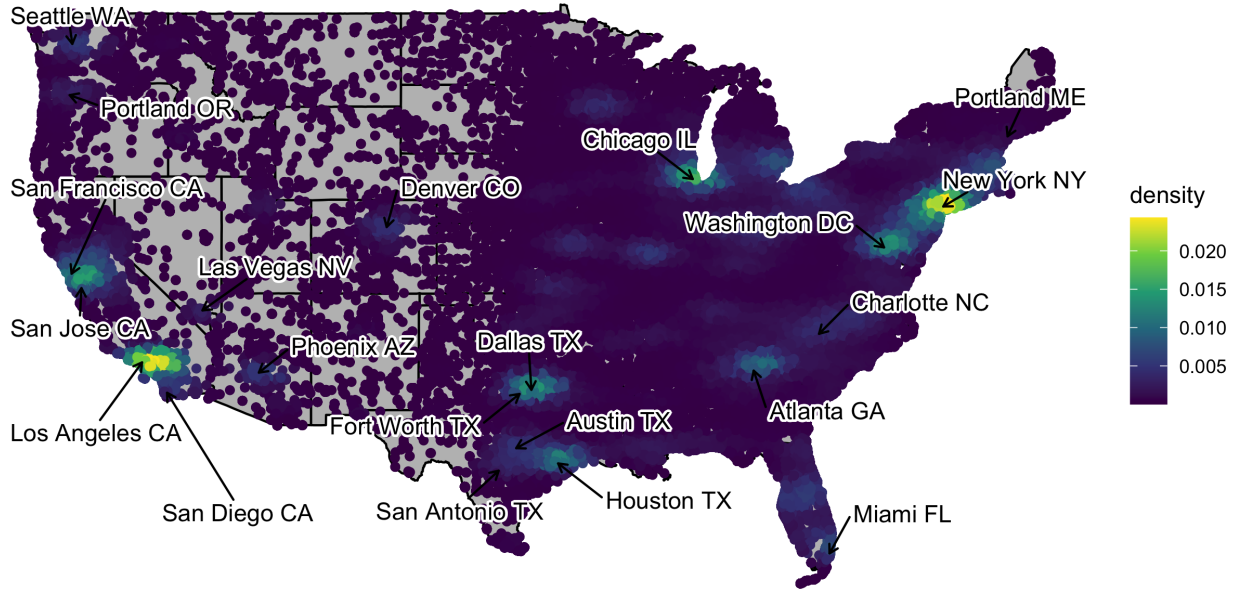 Seattle WA
Portland OR
Portland ME
Chicago IL
San Francisco CA
Denver CO
New York NY
density
Washington DC
0.020
Las Vegas NV
0.015
Charlotte NC
San Jose CA
0.010
Phoenix AZ
Dallas TX
0.005
Los Angeles CA
Fort Worth TX
Austin TX
Atlanta GA
San Diego CA
San Antonio TX
Houston TX
Miami FL